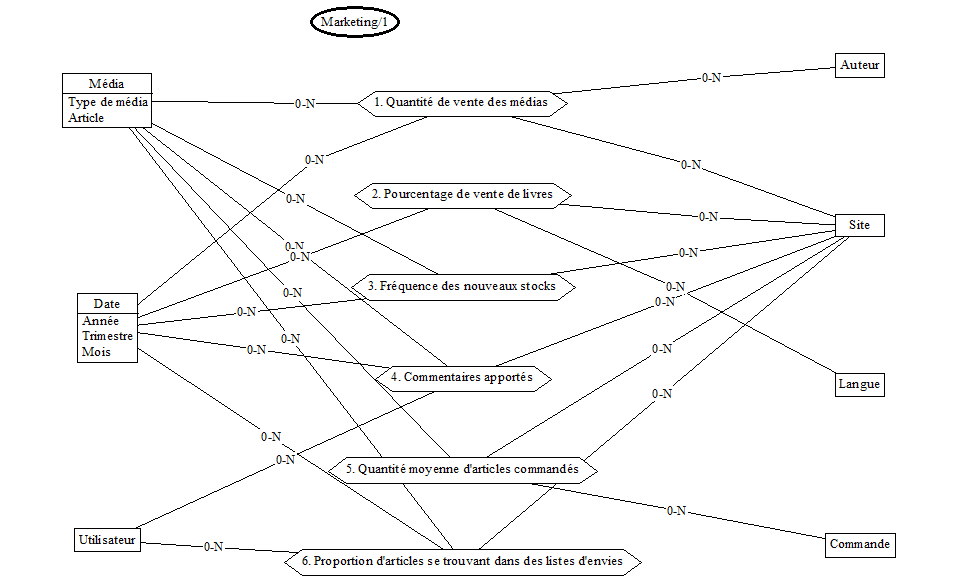 Marketing/1
Auteur
0-N
Média
Type de média
Article
0-N
1. Quantité de vente des médias
0-N
0-N
2. Pourcentage de vente de livres
0-N
0-N
Site
0-N
0-N
0-N
3. Fréquence des nouveaux stocks
0-N
0-N
0-N
Date
Année
Trimestre
Mois
0-N
0-N
0-N
0-N
4. Commentaires apportés
Langue
0-N
0-N
0-N
5. Quantité moyenne d'articles commandés
0-N
Utilisateur
0-N
Commande
6. Proportion d'articles se trouvant dans des listes d'envies